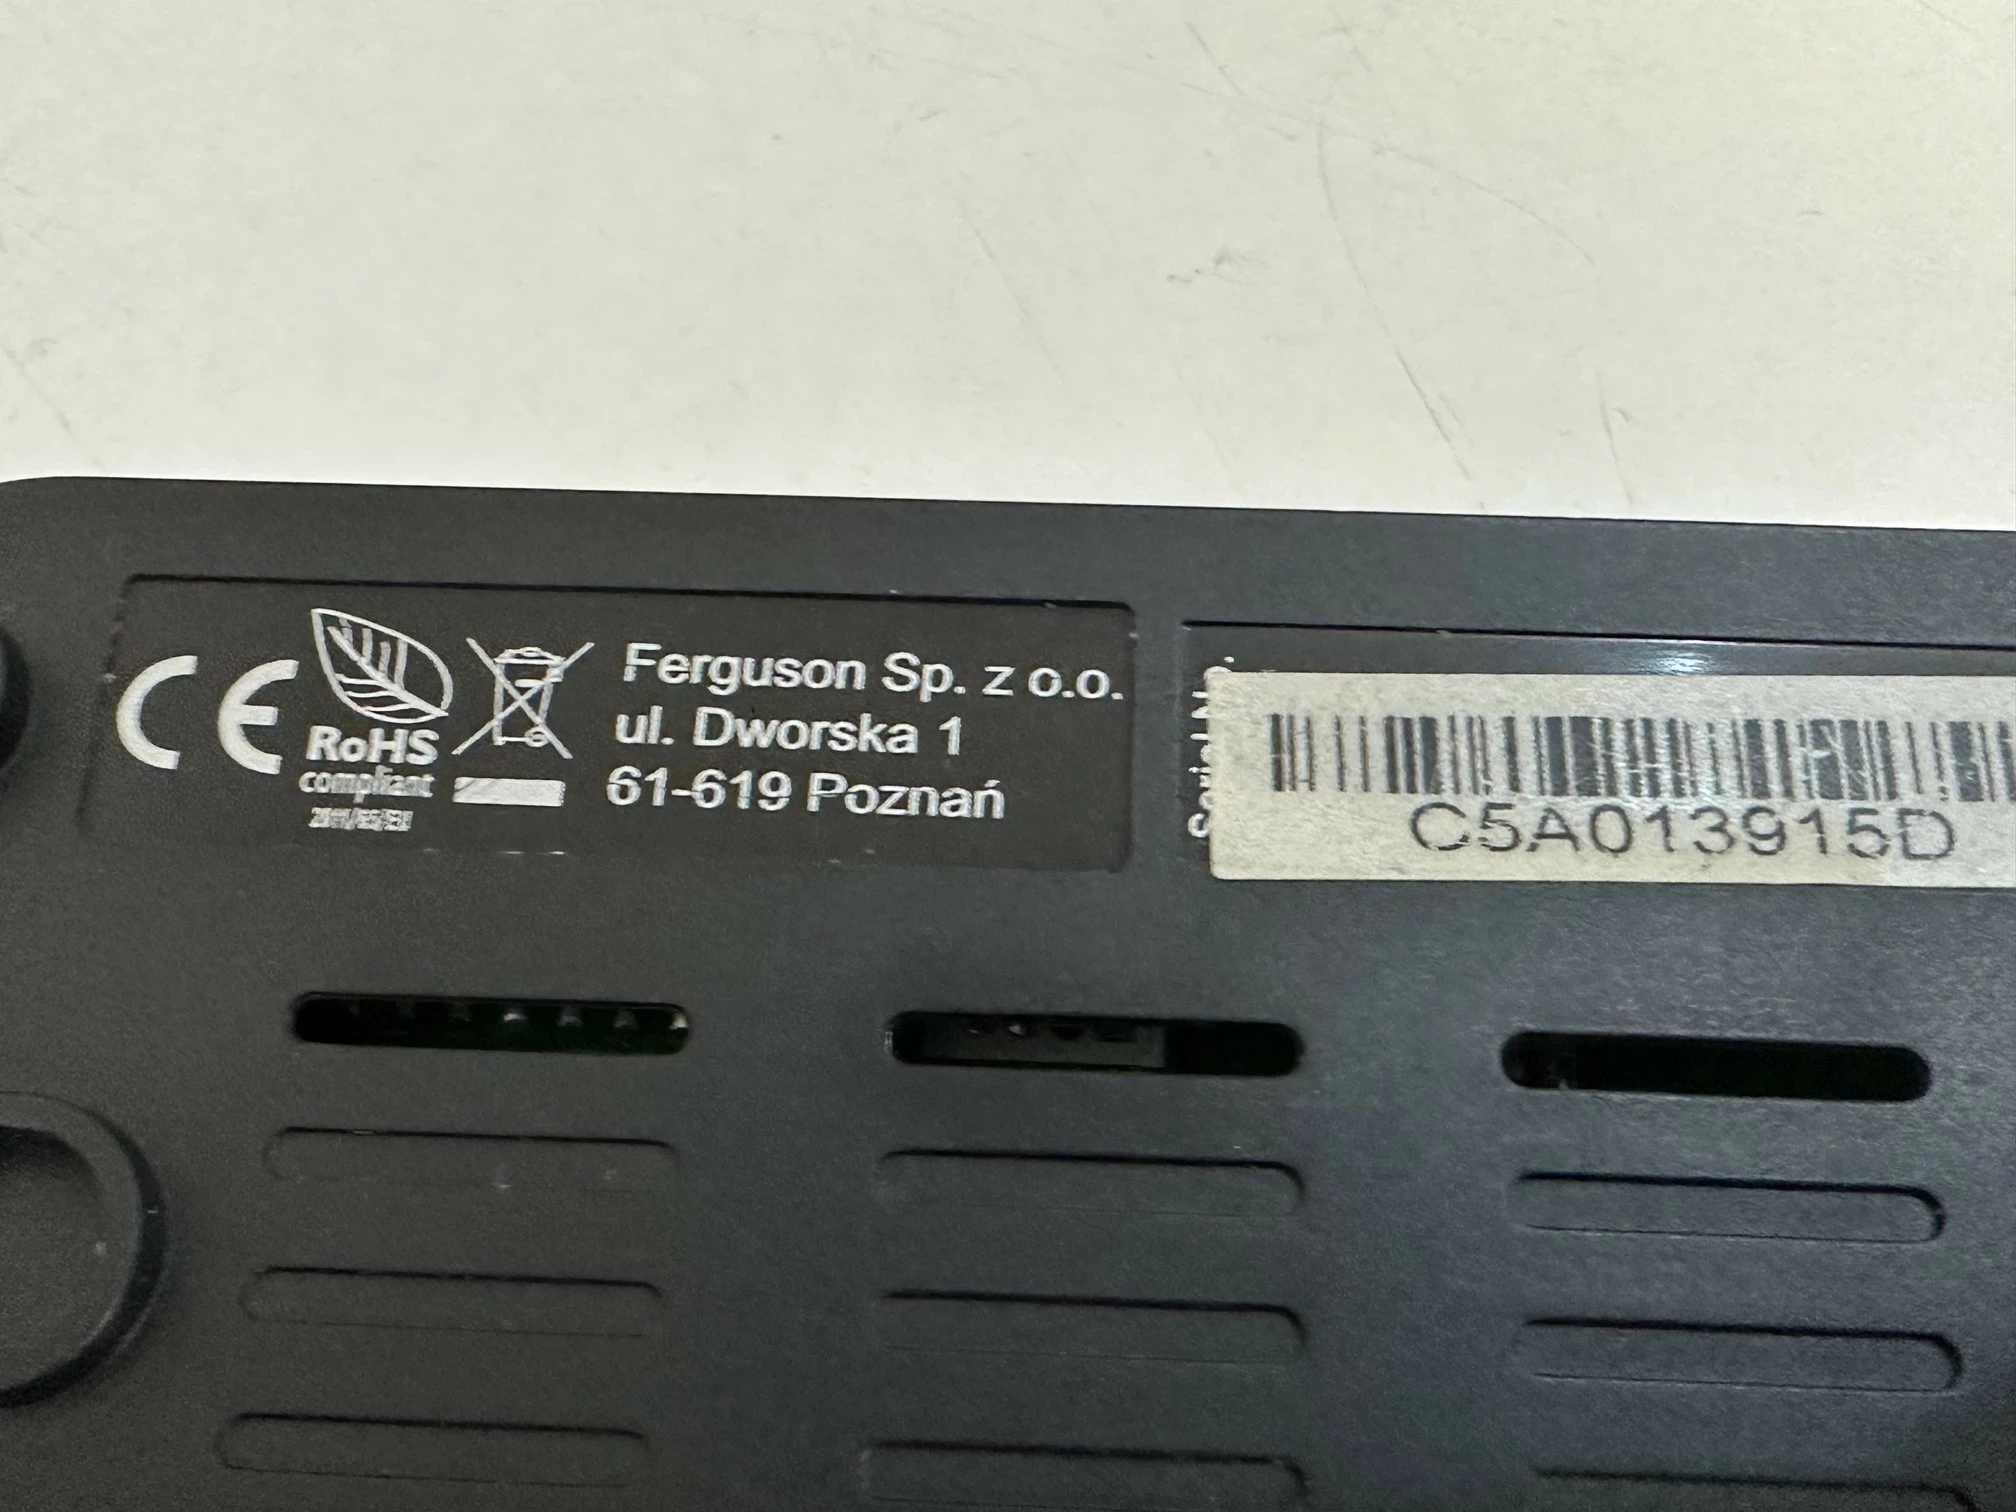 CE
RoHS
compliant
Ferguson Sp. z o.o.
ul. Dworska 1
61-619 Poznań
C5A013915D